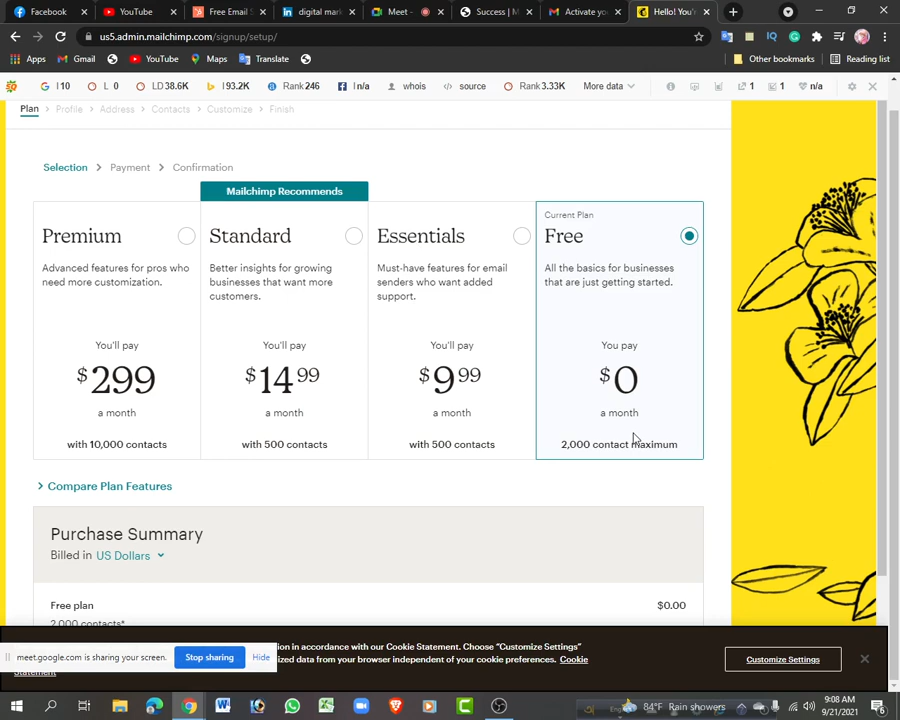 Facebook
YouTube
Free Email S
digital mark
Meet -
Success | M
Activate you
Hello! You'r
us5.admin.mailchimp.com/signup/setup/
Apps
Gmail
YouTube
Maps
Translate
Other bookmarks
Reading list
I 10
L 0
LD 38.6K
I 93.2K
Rank 246
I n/a
whois
source
Rank 3.33K
More data
1
1
n/a
Plan
Profile
Address
Contacts
Customize
Finish
Selection
Payment
Confirmation
Mailchimp Recommends
Premium
Advanced features for pros who
need more customization.
You'll pay
$299
a month
with 10,000 contacts
Standard
Better insights for growing
businesses that want more
customers.
You'll pay
$14.99
a month
with 500 contacts
Essentials
Must-have features for email
senders who want added
support.
You'll pay
$9.99
a month
with 500 contacts
Current Plan
Free
All the basics for businesses
that are just getting started.
You pay
$0
a month
2,000 contact maximum
Compare Plan Features
Purchase Summary
Billed in US Dollars
Free plan
$0.00
2,000 contacts*
ion in accordance with our Cookie Statement. Choose "Customize Settings"
ized data from your browser independent of your cookie preferences. Cookie
Statement
Customize Settings
meet.google.com is sharing your screen.
Stop sharing
Hide
84°F Rain showers
9:08 AM
9/21/2021
6